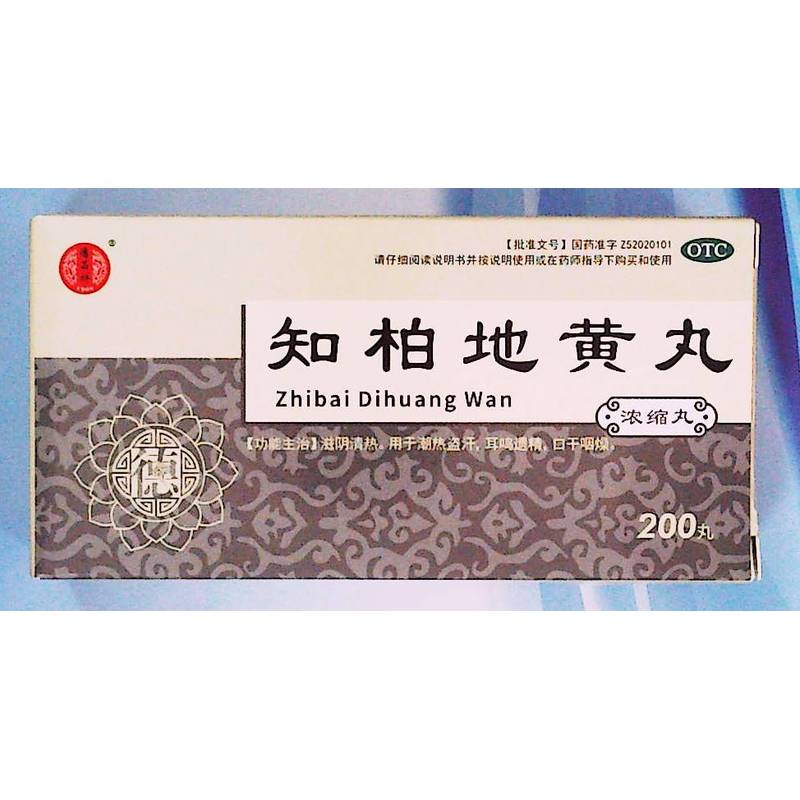 【批准文号】国药准字 Z52020101
OTC
请仔细阅读说明书并按说明使用或在药师指导下购买和使用
知柏地黄丸
Zhibai Dihuang Wan
浓缩丸
【功能主治】滋阴清热。用于潮热盗汗，耳鸣遗精，口干咽燥。
德
200丸